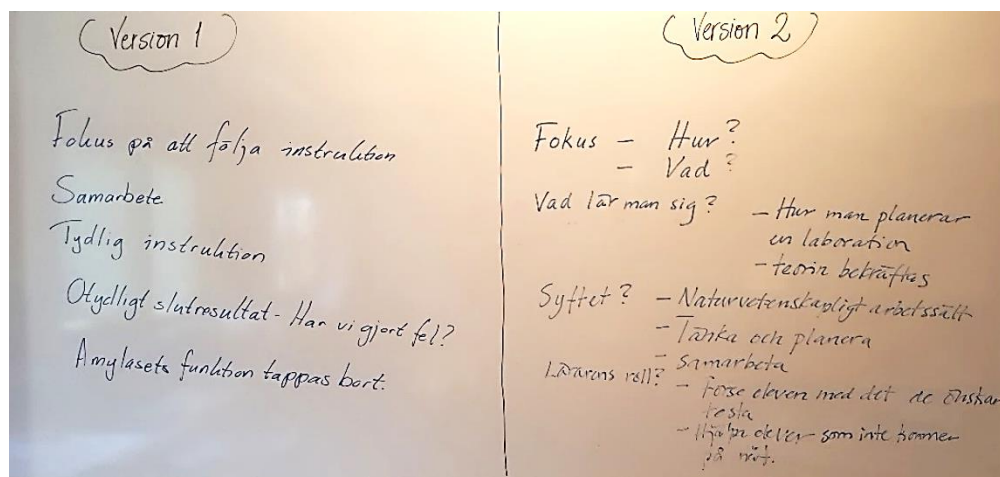 Version 1
Fokus på att följa instruktion
Samarbete
Tydlig instruktion
Otydligt slutresultat - Har vi gjort fel?
Amylasets funktion tappas bort.
Version 2
Fokus - Hur?
- Vad?
Vad lär man sig? - Hur man planerar
en laboration
- teorin bekräftas
Syftet? - Naturvetenskapligt arbetssätt
- Tänka och planera
- Samarbeta
Lärarens roll? - Förse eleven med det de önskar
testa
- Hjälpa elever som inte kommer
på nåt.